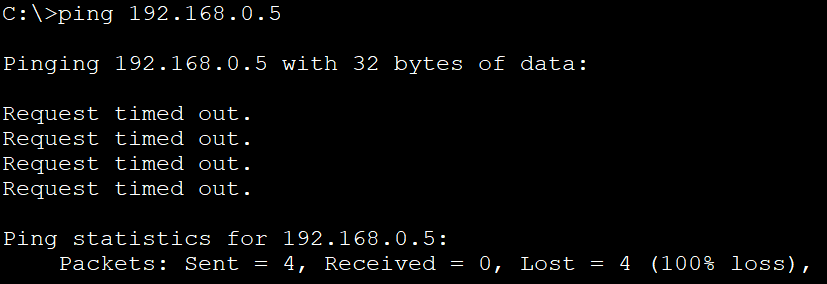 C:\>ping 192.168.0.5
Pinging 192.168.0.5 with 32 bytes of data:
Request timed out.
Request timed out.
Request timed out.
Request timed out.
Ping statistics for 192.168.0.5:
Packets: Sent = 4, Received = 0, Lost = 4 (100% loss),